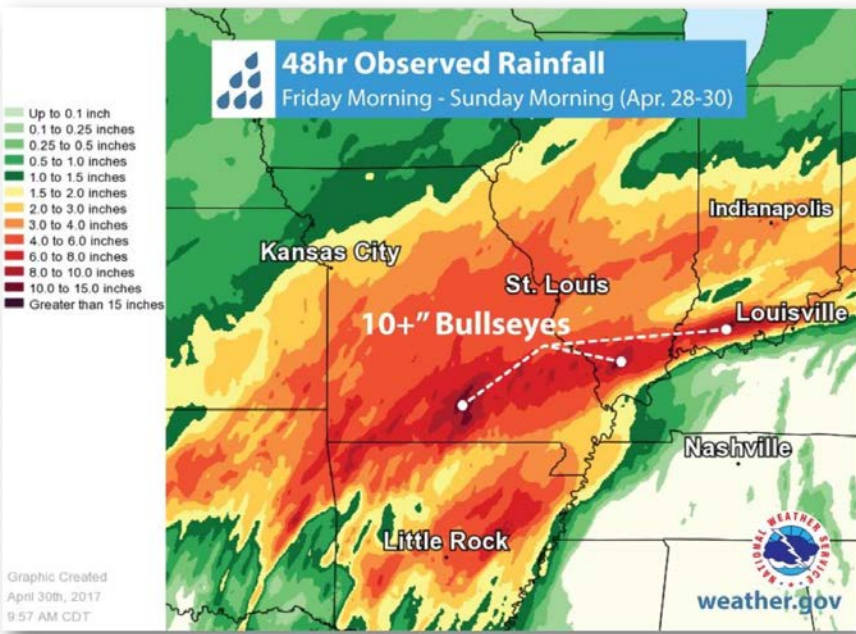 48hr Observed Rainfall
Friday Morning - Sunday Morning (Apr. 28-30)
Up to 0.1 inch
0.1 to 0.25 inches
0.25 to 0.5 inches
0.5 to 1.0 inches
1.0 to 1.5 inches
1.5 to 2.0 inches
2.0 to 3.0 inches
3.0 to 4.0 inches
4.0 to 6.0 inches
6.0 to 8.0 inches
8.0 to 10.0 inches
10.0 to 15.0 inches
Greater than 15 inches
Indianapolis
Kansas City
St. Louis
Louisville
10+" Bullseyes
Nashville
Little Rock
NATIONAL WEATHER SERVICE
weather.gov
Graphic Created
April 30th, 2017
9:57 AM CDT